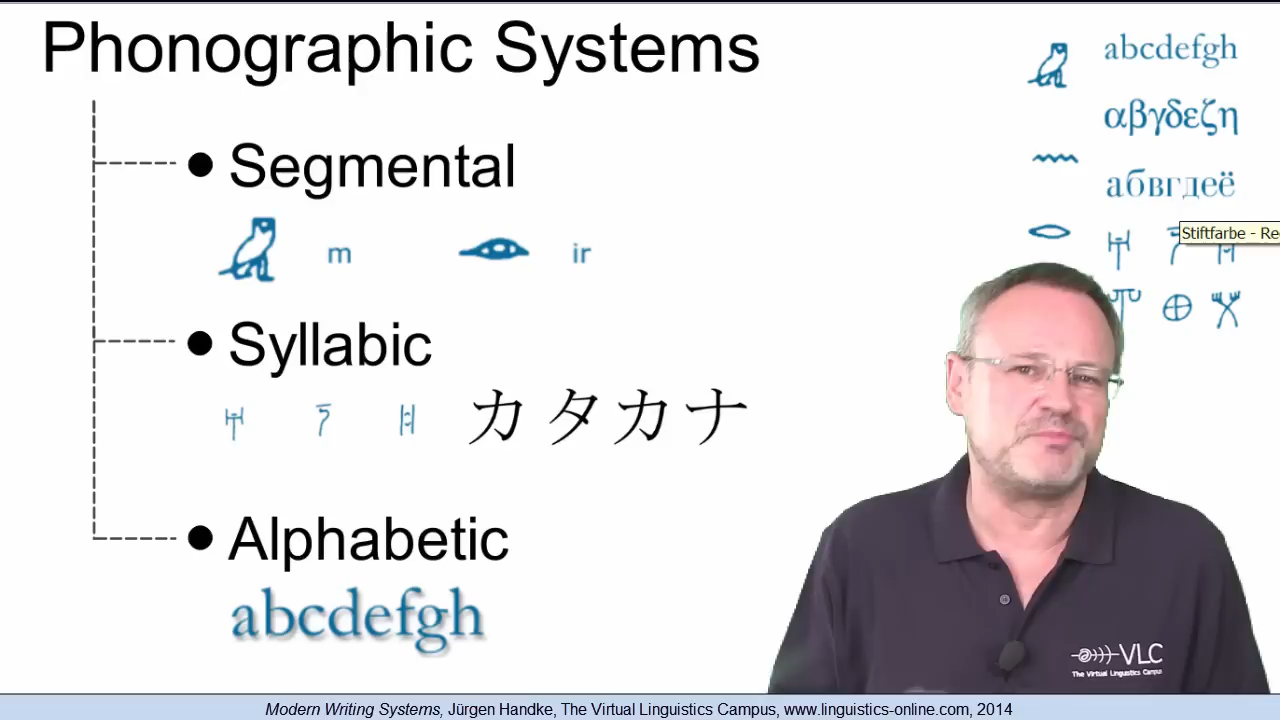 Phonographic Systems
abcdefgh
αβγδεζη
абвгдеё
Stiftfarbe - Re
• Segmental
m ir
• Syllabic
カタカナ
• Alphabetic
abcdefgh
VLC
The Virtual Linguistics Campus
Modern Writing Systems, Jürgen Handke, The Virtual Linguistics Campus, www.linguistics-online.com, 2014